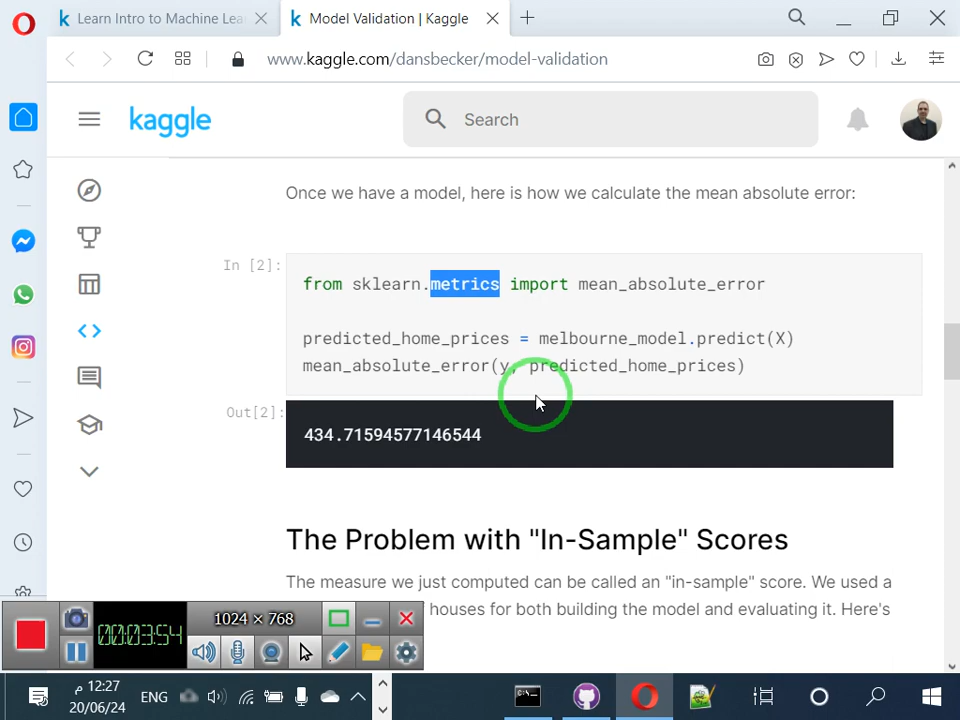 Learn Intro to Machine Lea
Model Validation | Kaggle
www.kaggle.com/dansbecker/model-validation
kaggle
Search
Once we have a model, here is how we calculate the mean absolute error:
In [2]:
from sklearn.metrics import mean_absolute_error
predicted_home_prices = melbourne_model.predict(X)
mean_absolute_error(y, predicted_home_prices)
Out[2]:
434.71594577146544
The Problem with "In-Sample" Scores
The measure we just computed can be called an "in-sample" score. We used a
houses for both building the model and evaluating it. Here's
1024 × 768
00:03:54
م 12:27
20/06/24
ENG